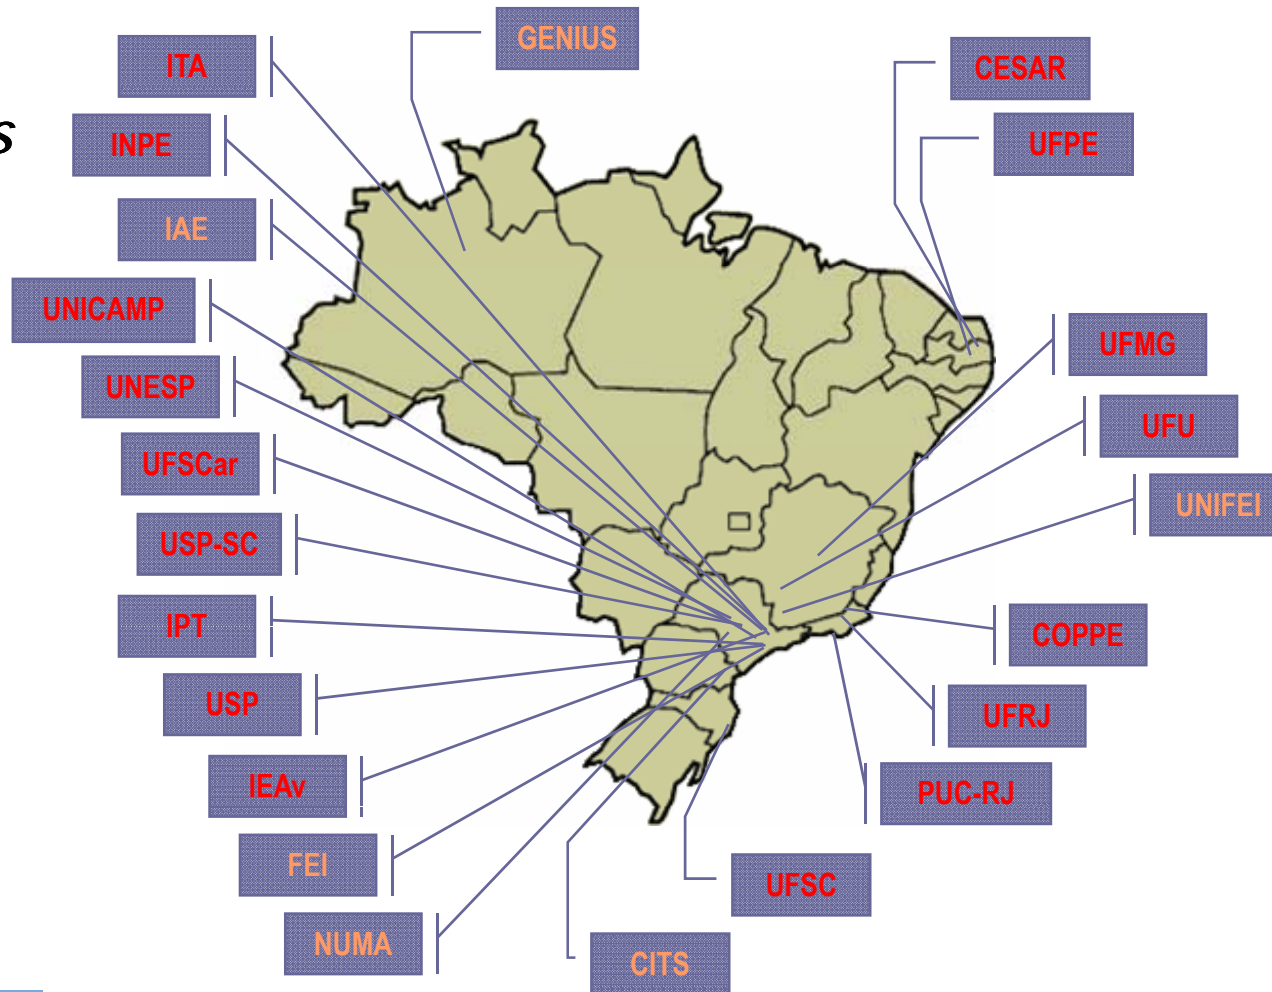 GENIUS
ITA
CESAR
s
INPE
UFPE
IAE
UNICAMP
UFMG
UNESP
UFU
UFSCar
UNIFEI
USP-SC
IPT
COPPE
USP
UFRJ
IEAv
PUC-RJ
FEI
UFSC
NUMA
CITS